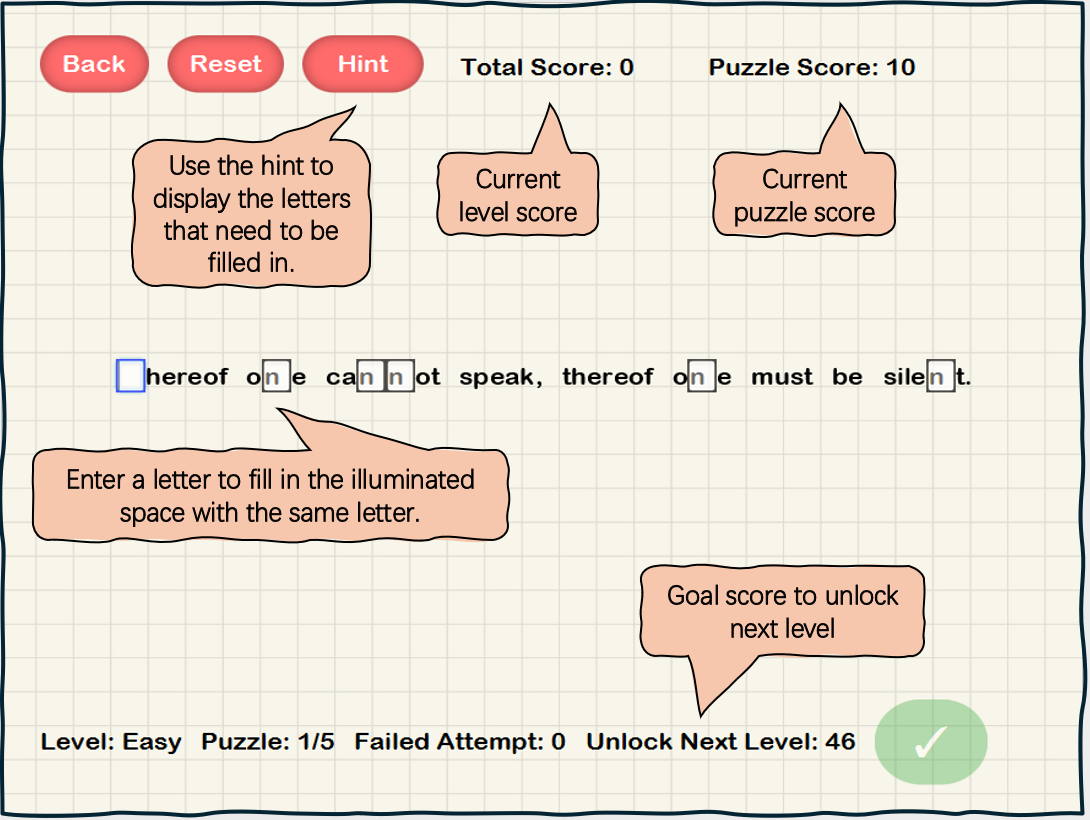 Back Reset Hint Total Score: 0 Puzzle Score: 10
Use the hint to
display the letters
that need to be
filled in.
Current
level score
Current
puzzle score
hereof one cannot speak, thereof one must be silent.
Enter a letter to fill in the illuminated
space with the same letter.
Goal score to unlock
next level
Level: Easy Puzzle: 1/5 Failed Attempt: 0 Unlock Next Level: 46 ✓